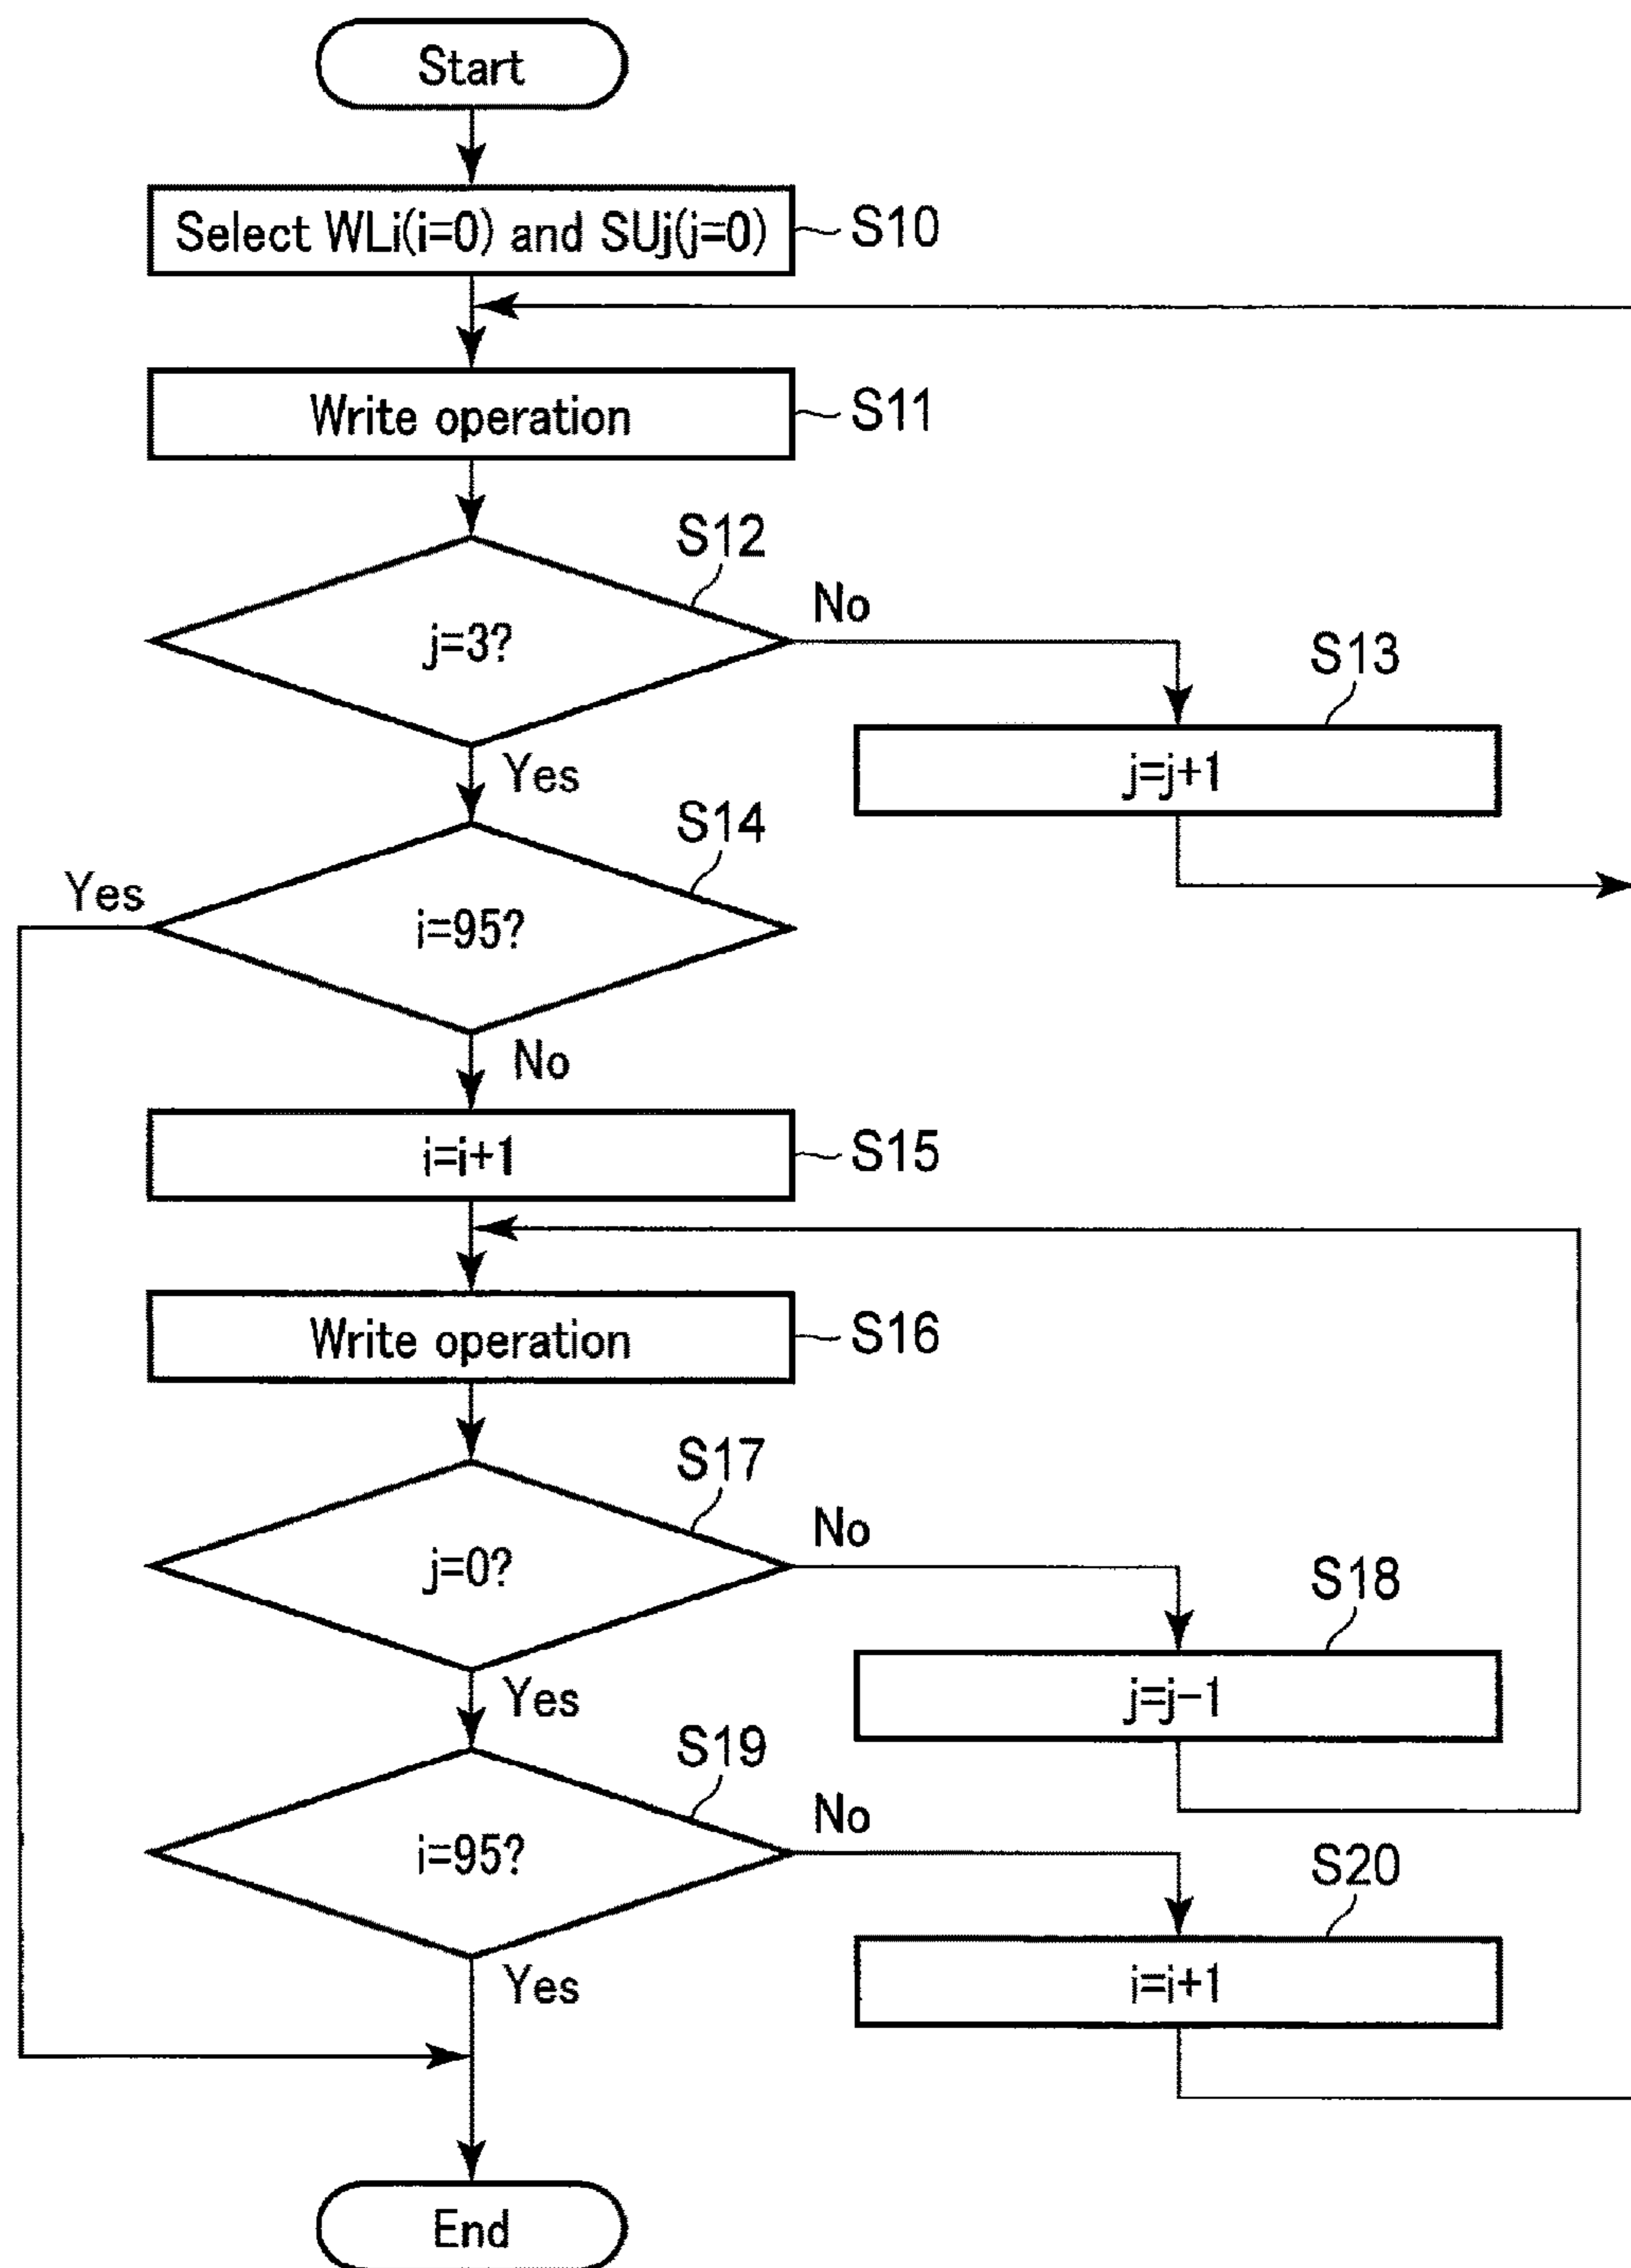 Start
Select WLi(i=0) and SUj(j=0)
S10
Write operation
S11
S12
j=3?
No
S13
j=j+1
Yes
S14
Yes
i=95?
No
i=i+1
S15
Write operation
S16
S17
j=0?
No
S18
j=j-1
Yes
S19
i=95?
No
S20
i=i+1
Yes
End